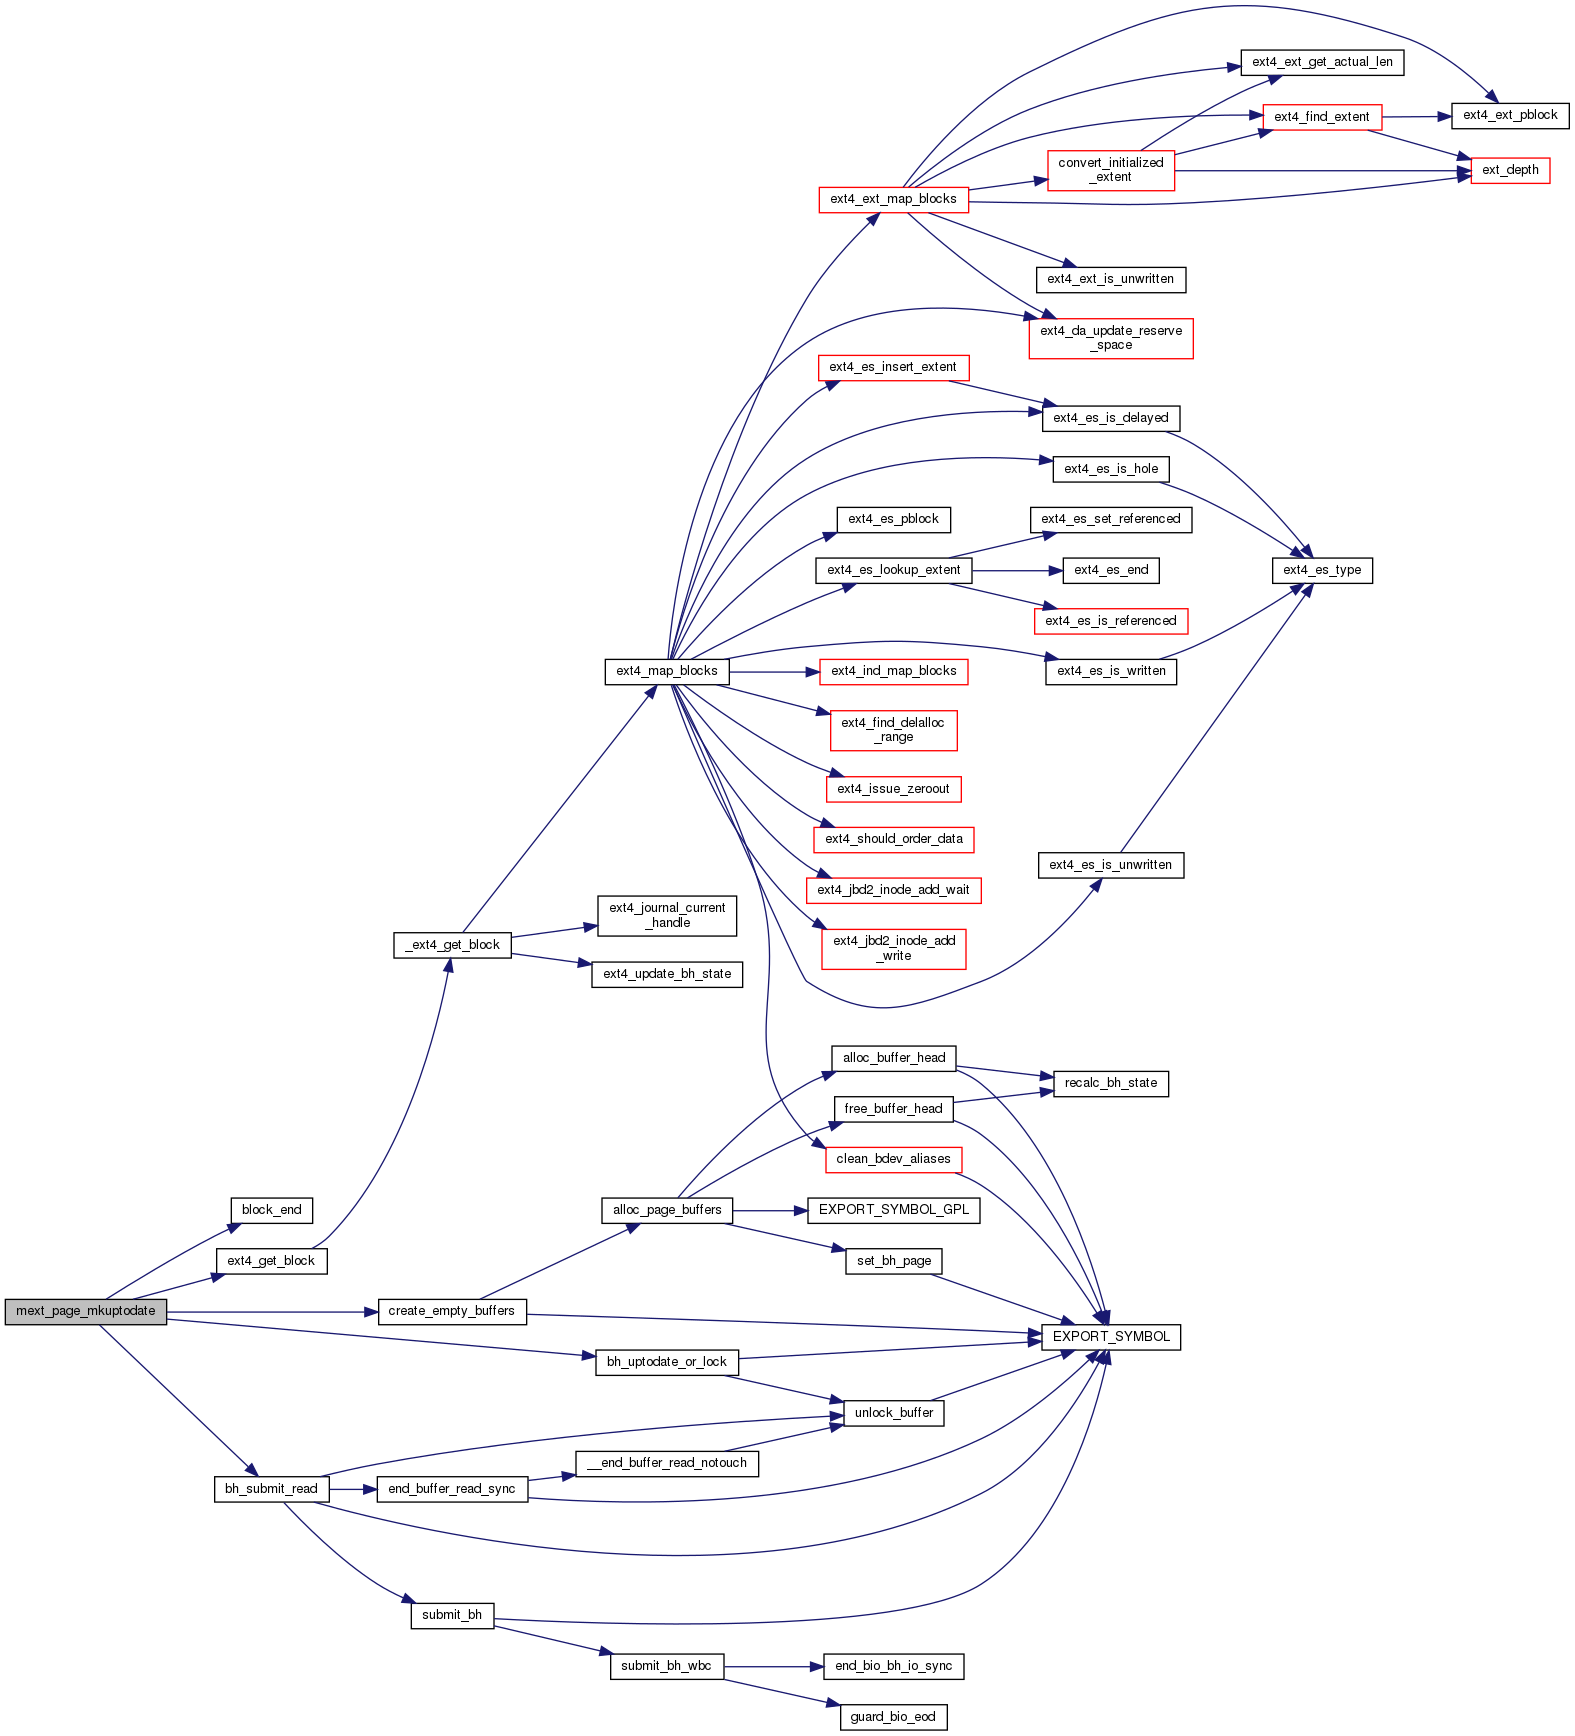 ext4_ext_get_actual_len
ext4_find_extent
ext4_ext_pblock
convert_initialized
_extent
ext_depth
ext4_ext_map_blocks
ext4_ext_is_unwritten
ext4_da_update_reserve
_space
ext4_es_insert_extent
ext4_es_is_delayed
ext4_es_is_hole
ext4_es_pblock
ext4_es_set_referenced
ext4_es_lookup_extent
ext4_es_end
ext4_es_type
ext4_es_is_referenced
ext4_map_blocks
ext4_ind_map_blocks
ext4_es_is_written
ext4_find_delalloc
_range
ext4_issue_zeroout
ext4_should_order_data
ext4_es_is_unwritten
ext4_jbd2_inode_add_wait
ext4_journal_current
_handle
_ext4_get_block
ext4_jbd2_inode_add
_write
ext4_update_bh_state
alloc_buffer_head
recalc_bh_state
free_buffer_head
clean_bdev_aliases
block_end
alloc_page_buffers
EXPORT_SYMBOL_GPL
ext4_get_block
set_bh_page
mext_page_mkuptodate
create_empty_buffers
EXPORT_SYMBOL
bh_uptodate_or_lock
unlock_buffer
__end_buffer_read_notouch
bh_submit_read
end_buffer_read_sync
submit_bh
submit_bh_wbc
end_bio_bh_io_sync
guard_bio_eod